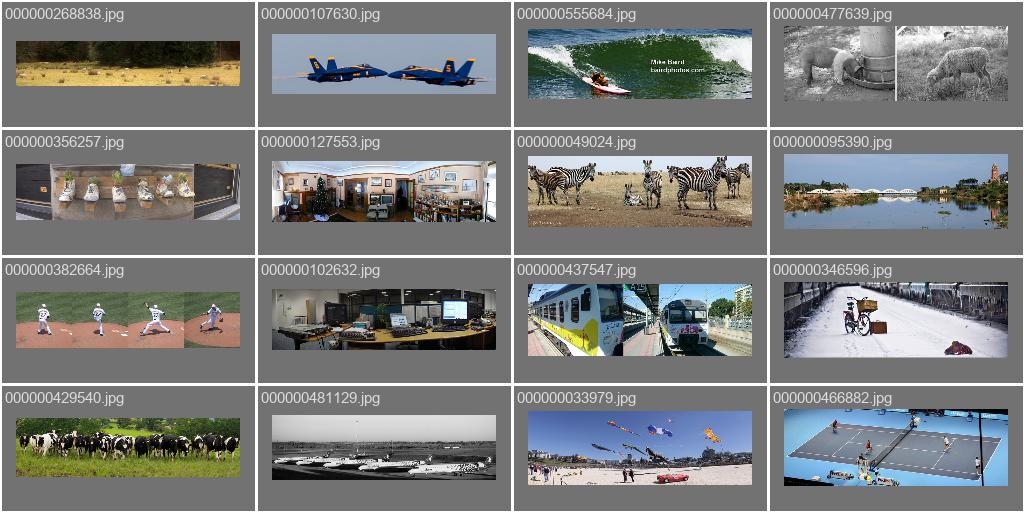 000000268838.jpg
000000107630.jpg
000000555684.jpg
000000477639.jpg
Mike Baird
bairdphotos.com
000000356257.jpg
000000127553.jpg
000000049024.jpg
000000095390.jpg
000000382664.jpg
000000102632.jpg
000000437547.jpg
000000346596.jpg
000000429540.jpg
000000481129.jpg
000000033979.jpg
000000466882.jpg